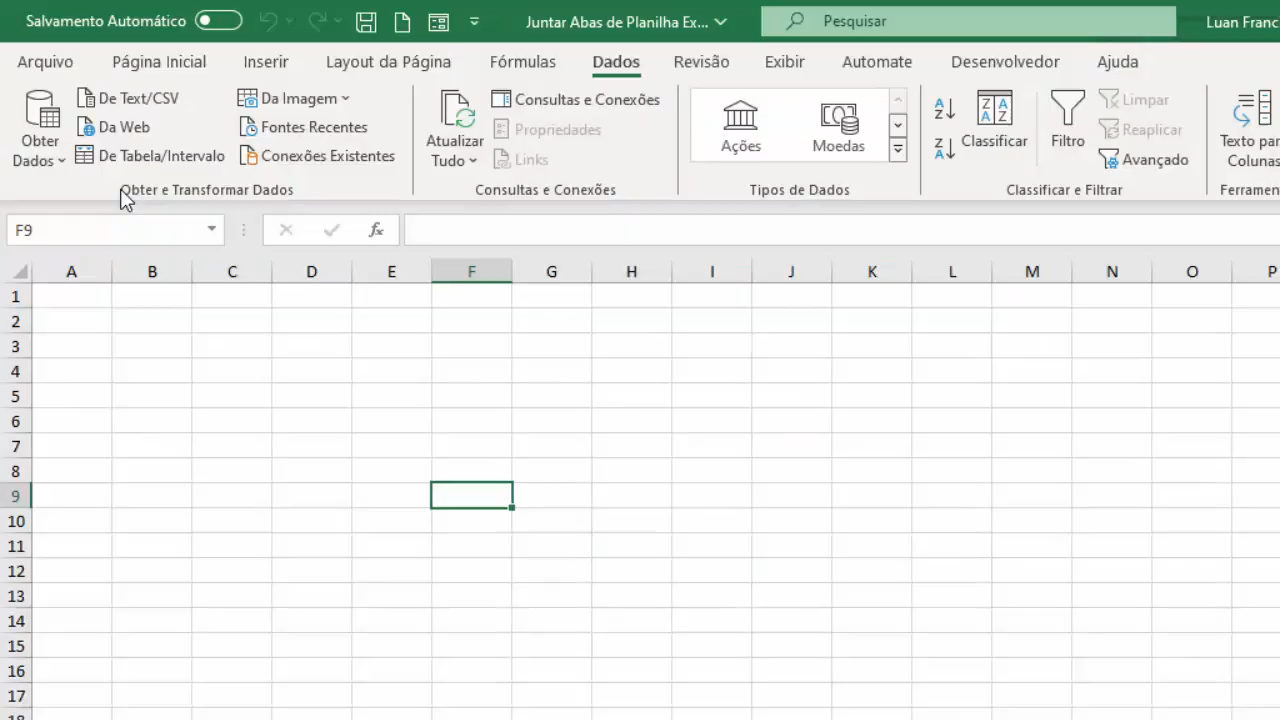 Salvamento Automático
Juntar Abas de Planilha Ex...
Pesquisar
Luan Franc
Arquivo
Página Inicial
Inserir
Layout da Página
Fórmulas
Dados
Revisão
Exibir
Automate
Desenvolvedor
Ajuda
Obter
Dados
De Text/CSV
Da Web
De Tabela/Intervalo
Da Imagem
Fontes Recentes
Conexões Existentes
Obter e Transformar Dados
Atualizar
Tudo
Consultas e Conexões
Propriedades
Links
Consultas e Conexões
Ações
Moedas
Tipos de Dados
Classificar
Filtro
Limpar
Reaplicar
Avançado
Classificar e Filtrar
Texto par
Colunas
Ferramen
F9
fx
A B C D E F G H I J K L M N O P
1
2
3
4
5
6
7
8
9
10
11
12
13
14
15
16
17
18